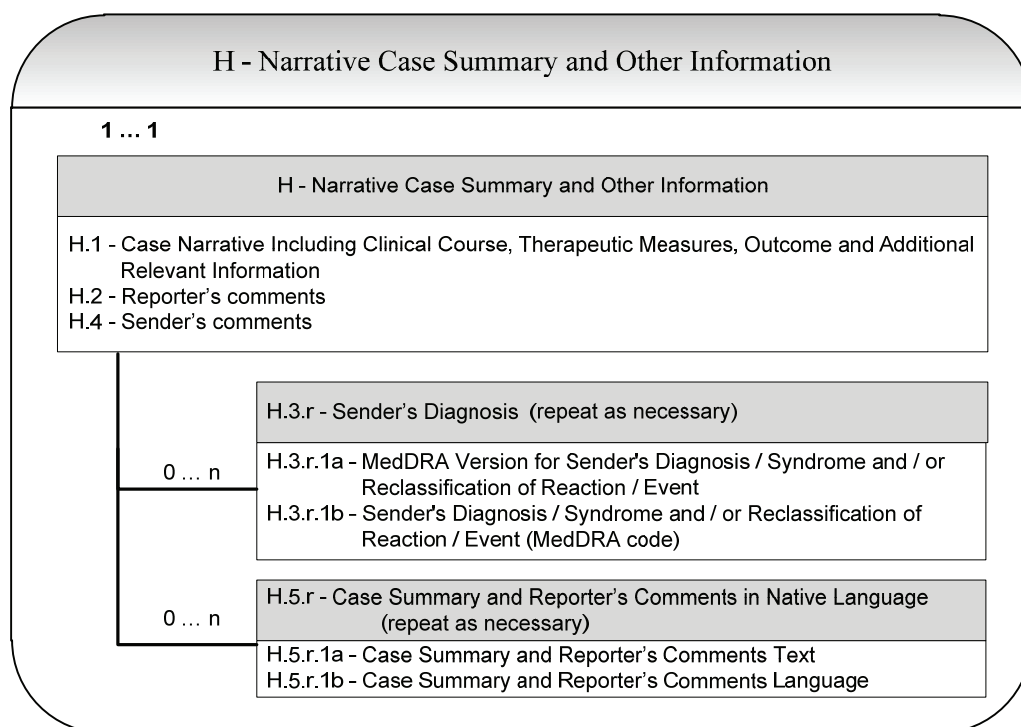 H - Narrative Case Summary and Other Information
1 ... 1
H - Narrative Case Summary and Other Information
H.1 - Case Narrative Including Clinical Course, Therapeutic Measures, Outcome and Additional
Relevant Information
H.2 - Reporter's comments
H.4 - Sender's comments
0 ... n
H.3.r - Sender's Diagnosis (repeat as necessary)
H.3.r.1a - MedDRA Version for Sender's Diagnosis / Syndrome and / or
Reclassification of Reaction / Event
H.3.r.1b - Sender's Diagnosis / Syndrome and / or Reclassification of
Reaction / Event (MedDRA code)
0 ... n
H.5.r - Case Summary and Reporter's Comments in Native Language
(repeat as necessary)
H.5.r.1a - Case Summary and Reporter's Comments Text
H.5.r.1b - Case Summary and Reporter's Comments Language